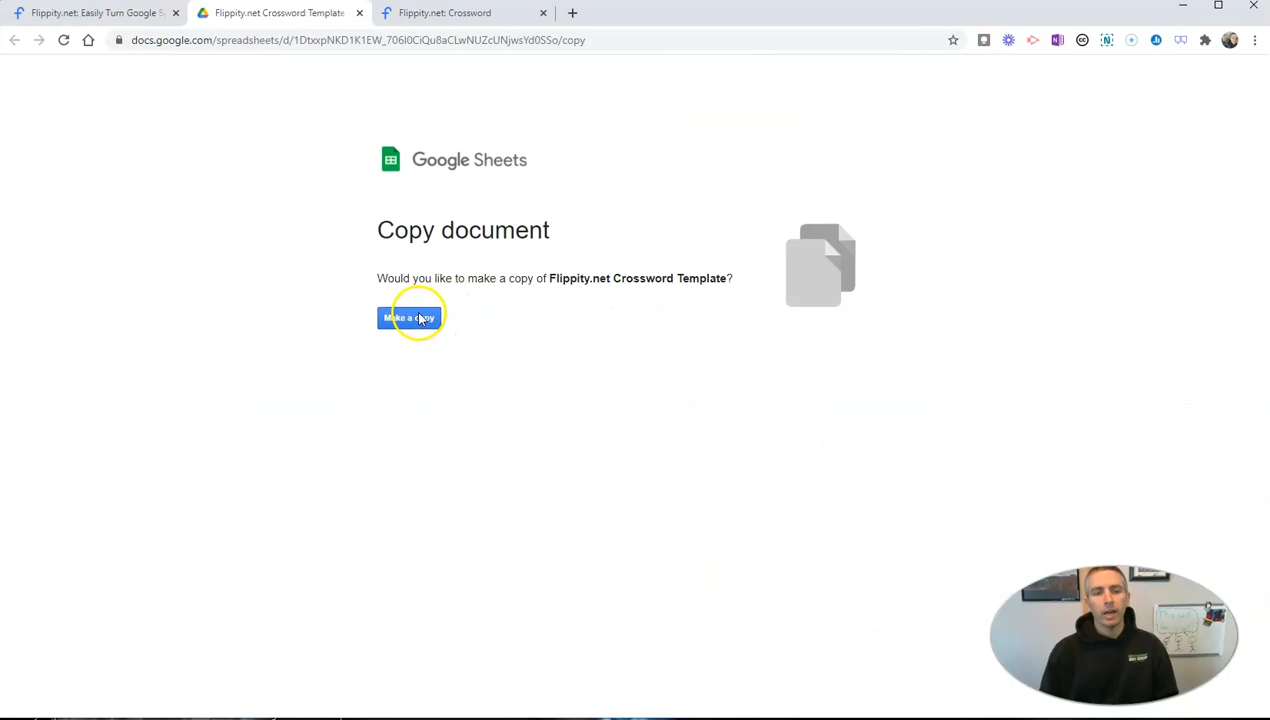 Flippity.net: Easily Turn Google S
Flippity.net Crossword Template
Flippity.net: Crossword
docs.google.com/spreadsheets/d/1DtxxpNKD1K1EW_706I0CiQu8aCLwNUZcUNjwsYd0SSo/copy
Google Sheets
Copy document
Would you like to make a copy of Flippity.net Crossword Template?
Make a copy